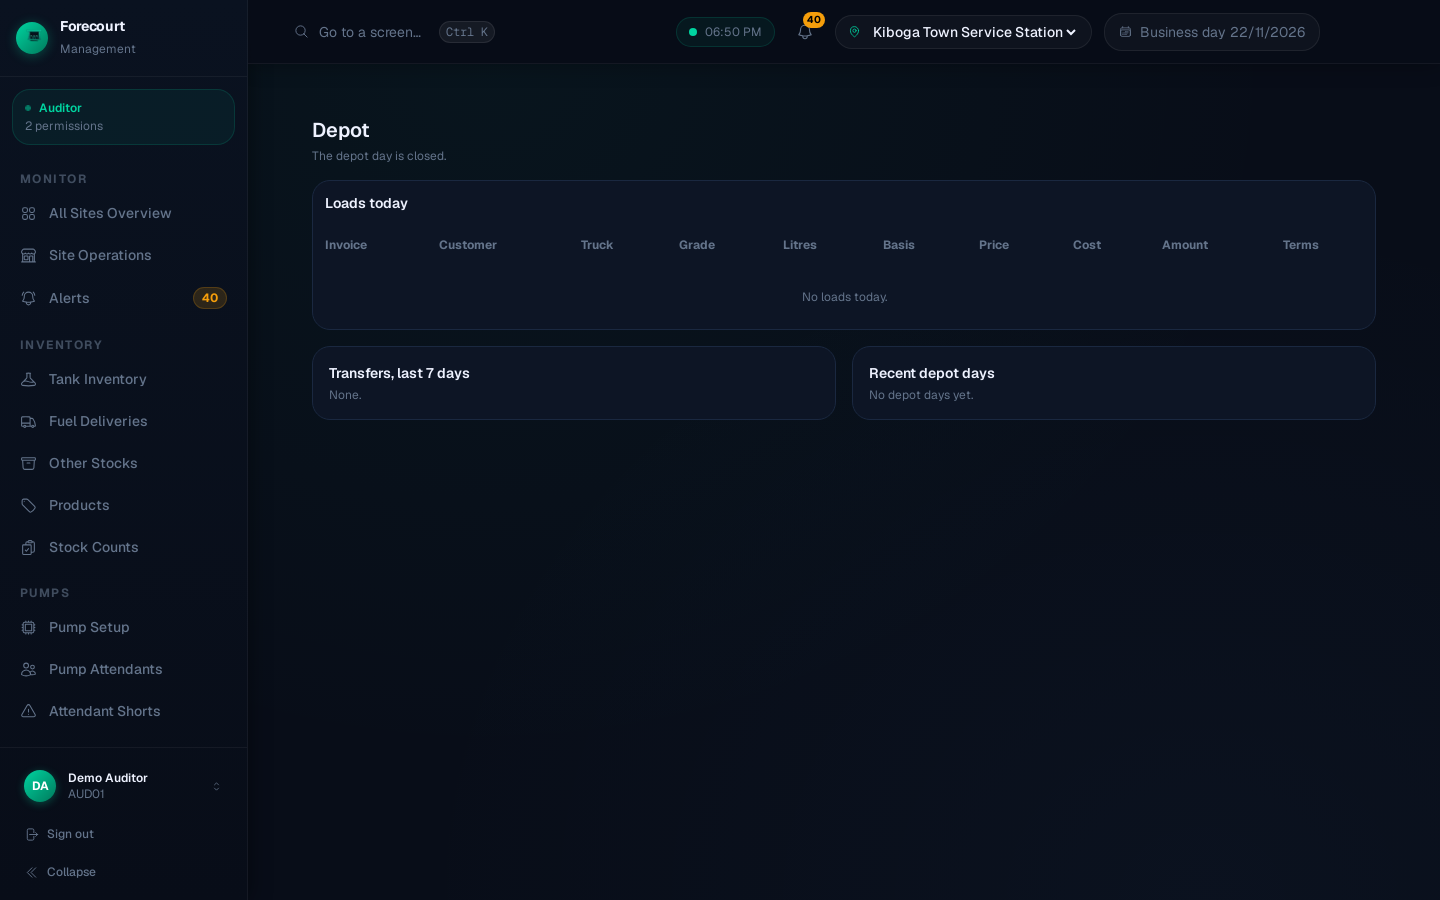 Forecourt
Management
Auditor
2 permissions
MONITOR
All Sites Overview
Site Operations
Alerts 40
INVENTORY
Tank Inventory
Fuel Deliveries
Other Stocks
Products
Stock Counts
PUMPS
Pump Setup
Pump Attendants
Attendant Shorts
DA Demo Auditor
AUD01
Sign out
Collapse
Go to a screen... Ctrl K 06:50 PM 40 Kiboga Town Service Station Business day 22/11/2026
Depot
The depot day is closed.
Loads today
Invoice Customer Truck Grade Litres Basis Price Cost Amount Terms
No loads today.
Transfers, last 7 days
None.
Recent depot days
No depot days yet.